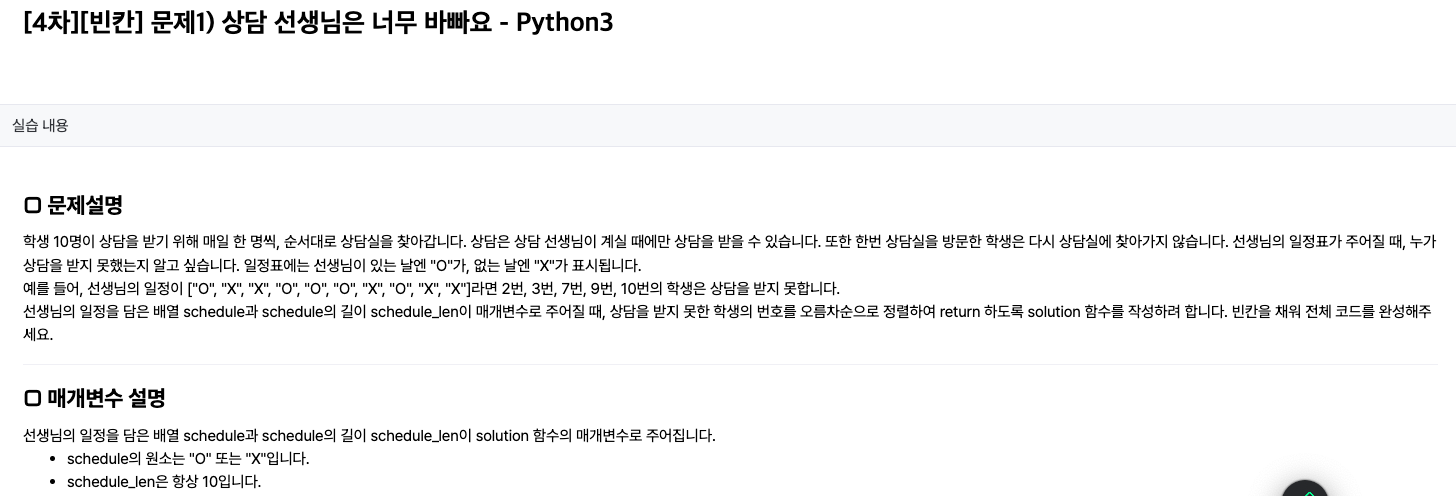 [4차][빈칸] 문제1) 상담 선생님은 너무 바빠요 - Python3
실습 내용
문제설명
학생 10명이 상담을 받기 위해 매일 한 명씩, 순서대로 상담실을 찾아갑니다. 상담은 상담 선생님이 계실 때에만 상담을 받을 수 있습니다. 또한 한번 상담실을 방문한 학생은 다시 상담실에 찾아가지 않습니다. 선생님의 일정표가 주어질 때, 누가
상담을 받지 못했는지 알고 싶습니다. 일정표에는 선생님이 있는 날엔 "O"가, 없는 날엔 "X"가 표시됩니다.
예를 들어, 선생님의 일정이 ["O", "X", "X", "O", "O", "O", "X", "O", "X", "X"]라면 2번, 3번, 7번, 9번, 10번의 학생은 상담을 받지 못합니다.
선생님의 일정을 담은 배열 schedule과 schedule의 길이 schedule_len이 매개변수로 주어질 때, 상담을 받지 못한 학생의 번호를 오름차순으로 정렬하여 return 하도록 solution 함수를 작성하려 합니다. 빈칸을 채워 전체 코드를 완성해주
세요.
매개변수 설명
선생님의 일정을 담은 배열 schedule과 schedule의 길이 schedule_len이 solution 함수의 매개변수로 주어집니다.
• schedule의 원소는 "O" 또는 "X"입니다.
• schedule_len은 항상 10입니다.